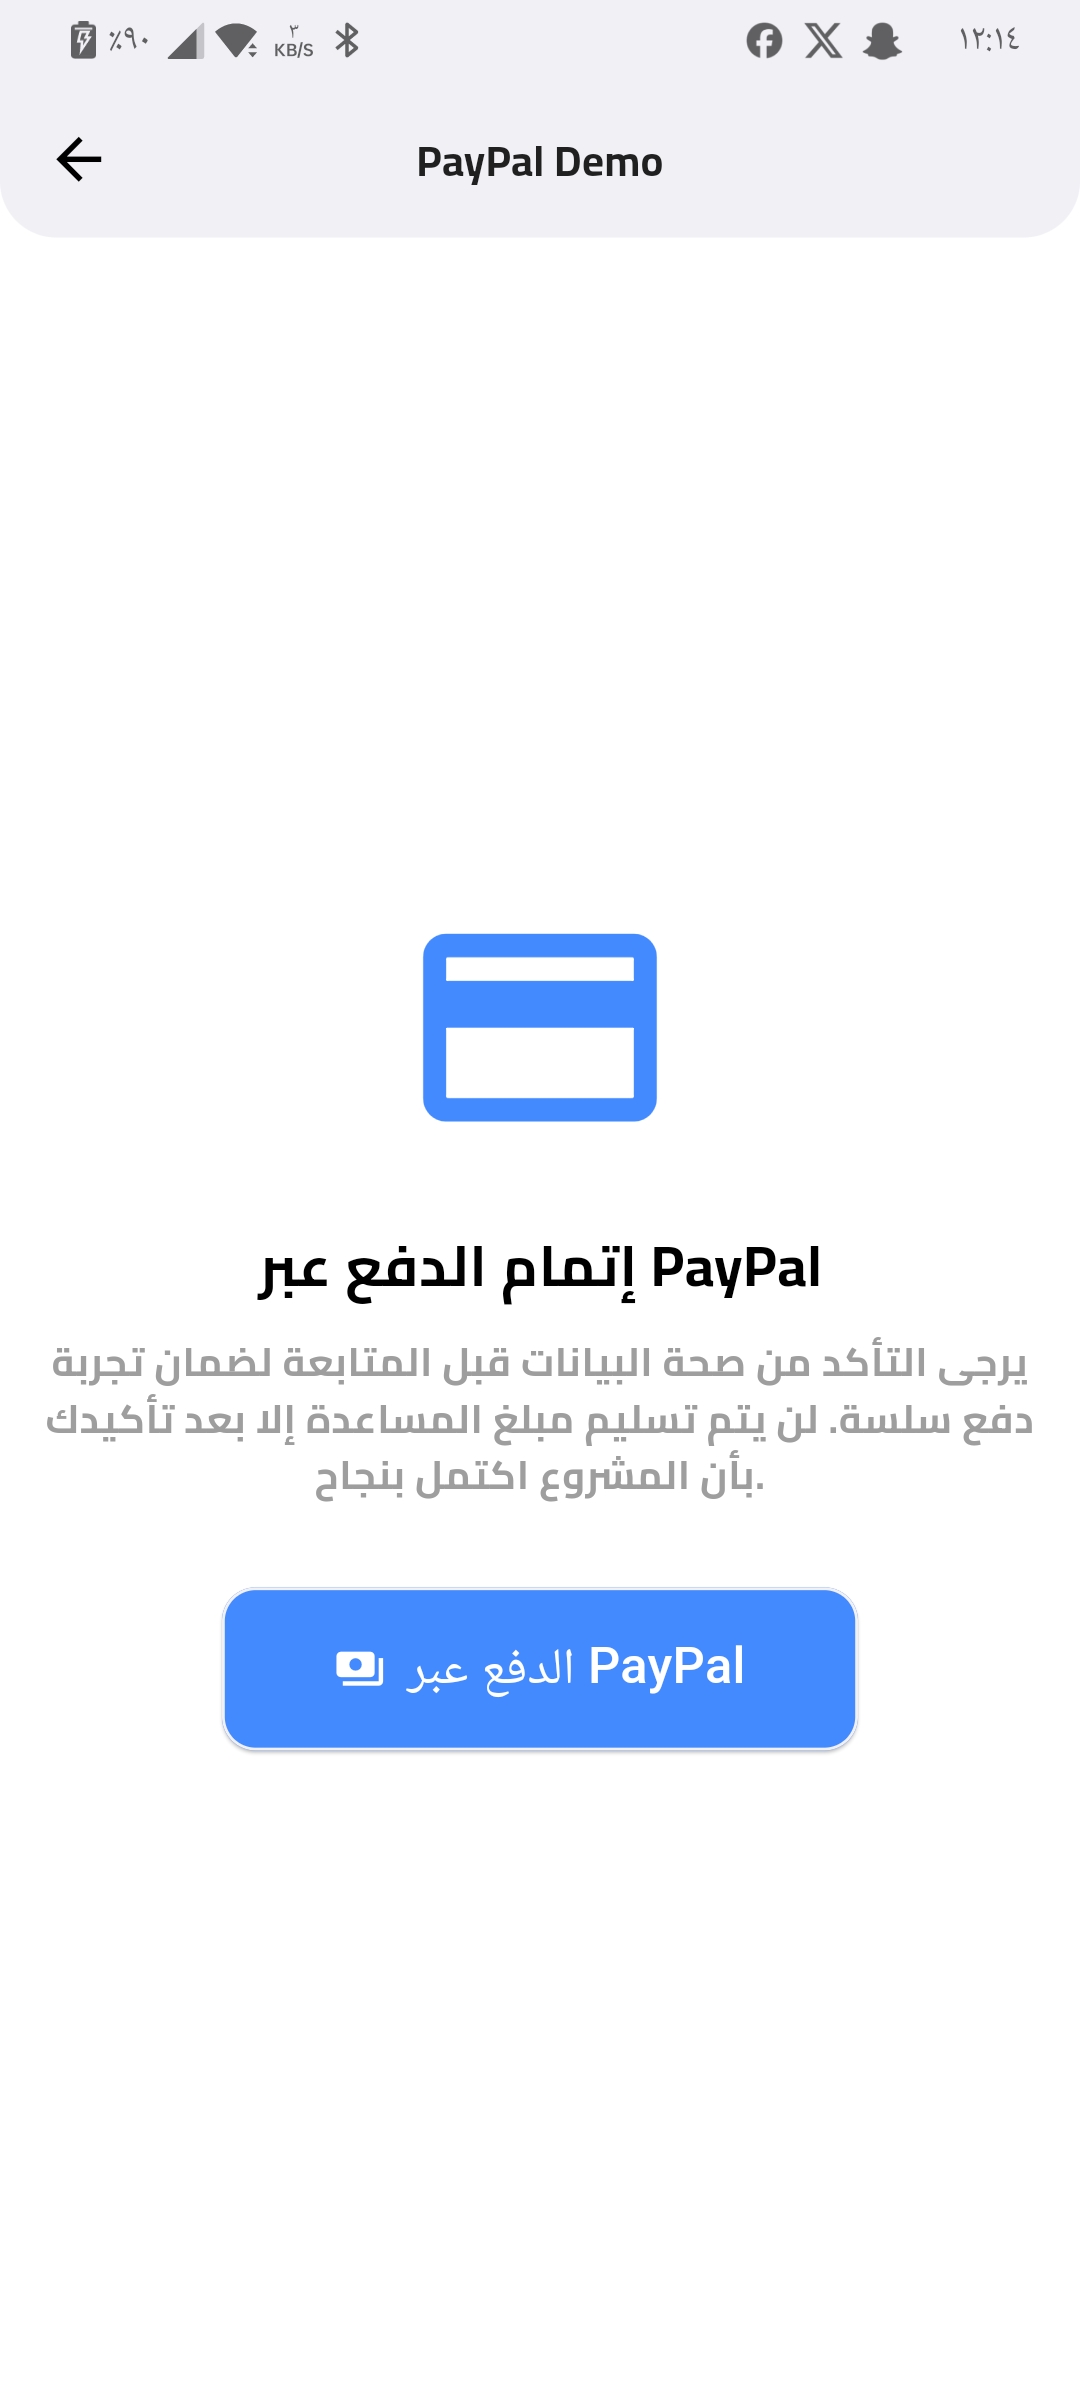 ٪٩٠ ٣ KB/S ١٢:١٤
PayPal Demo
إتمام الدفع عبر PayPal
يرجى التأكد من صحة البيانات قبل المتابعة لضمان تجربة
دفع سلسة. لن يتم تسليم مبلغ المساعدة إلا بعد تأكيدك
بأن المشروع اكتمل بنجاح.
الدفع عبر PayPal